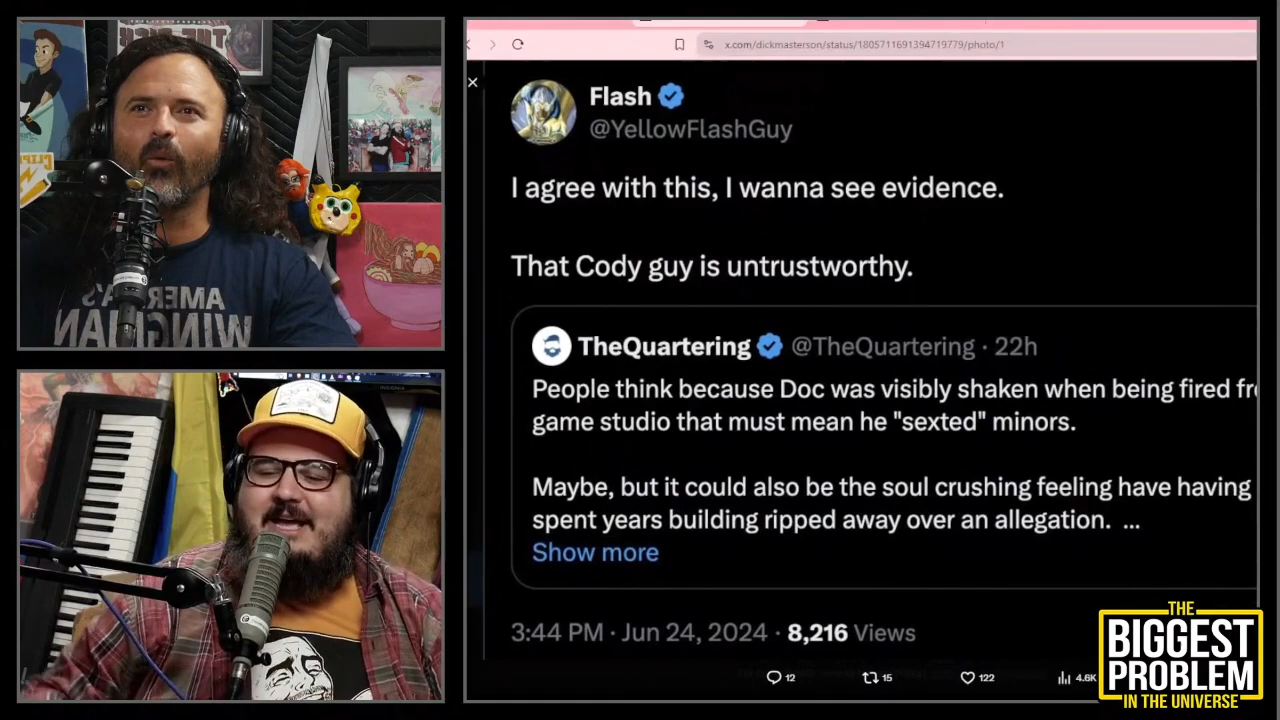 x.com/dickmasterson/status/1805711691394719779/photo/1
Flash
@YellowFlashGuy
I agree with this, I wanna see evidence.
That Cody guy is untrustworthy.
TheQuartering @TheQuartering · 22h
People think because Doc was visibly shaken when being fired fr
game studio that must mean he "sexted" minors.
Maybe, but it could also be the soul crushing feeling have having
spent years building ripped away over an allegation. ...
Show more
3:44 PM · Jun 24, 2024 · 8,216 Views
12 15 122 4.6K
AMERICA'S
WINGMAN
THE
BIGGEST
PROBLEM
IN THE UNIVERSE